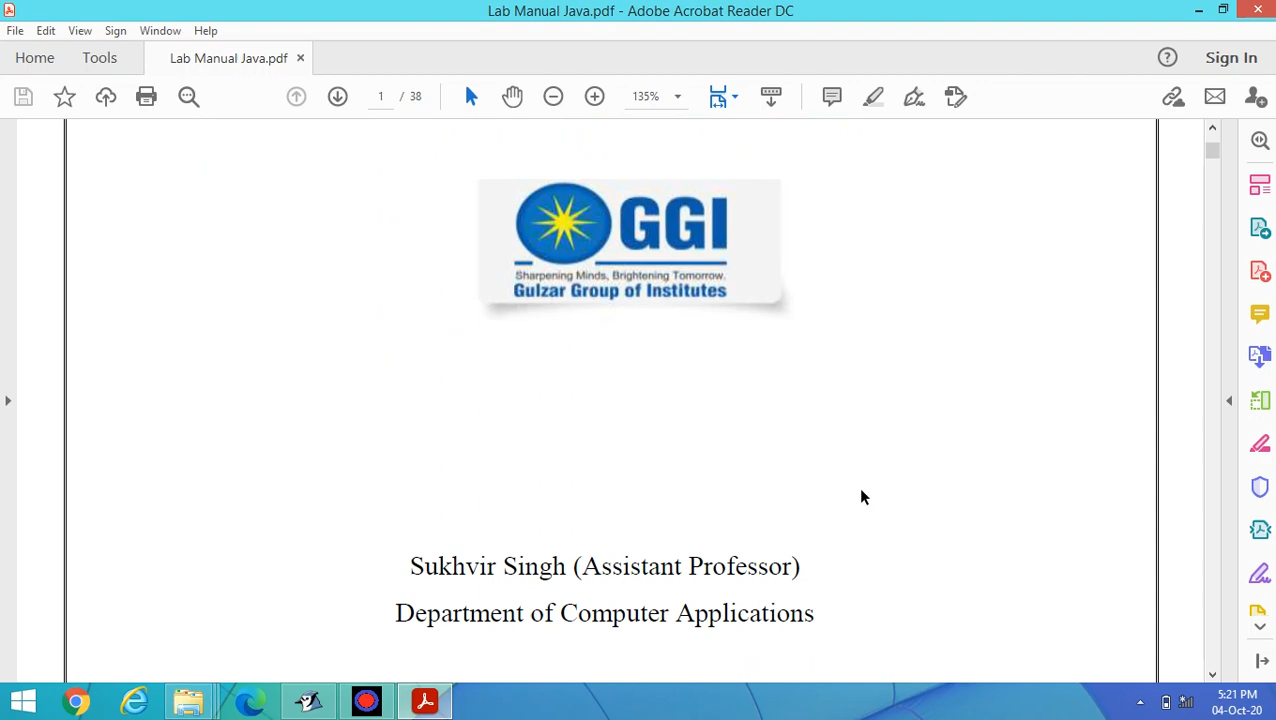 Lab Manual Java.pdf - Adobe Acrobat Reader DC
File Edit View Sign Window Help
Home Tools Lab Manual Java.pdf × Sign In
1 / 38 135%
GGI
Sharpening Minds, Brightening Tomorrow.
Gulzar Group of Institutes
Sukhvir Singh (Assistant Professor)
Department of Computer Applications
5:21 PM
04-Oct-20